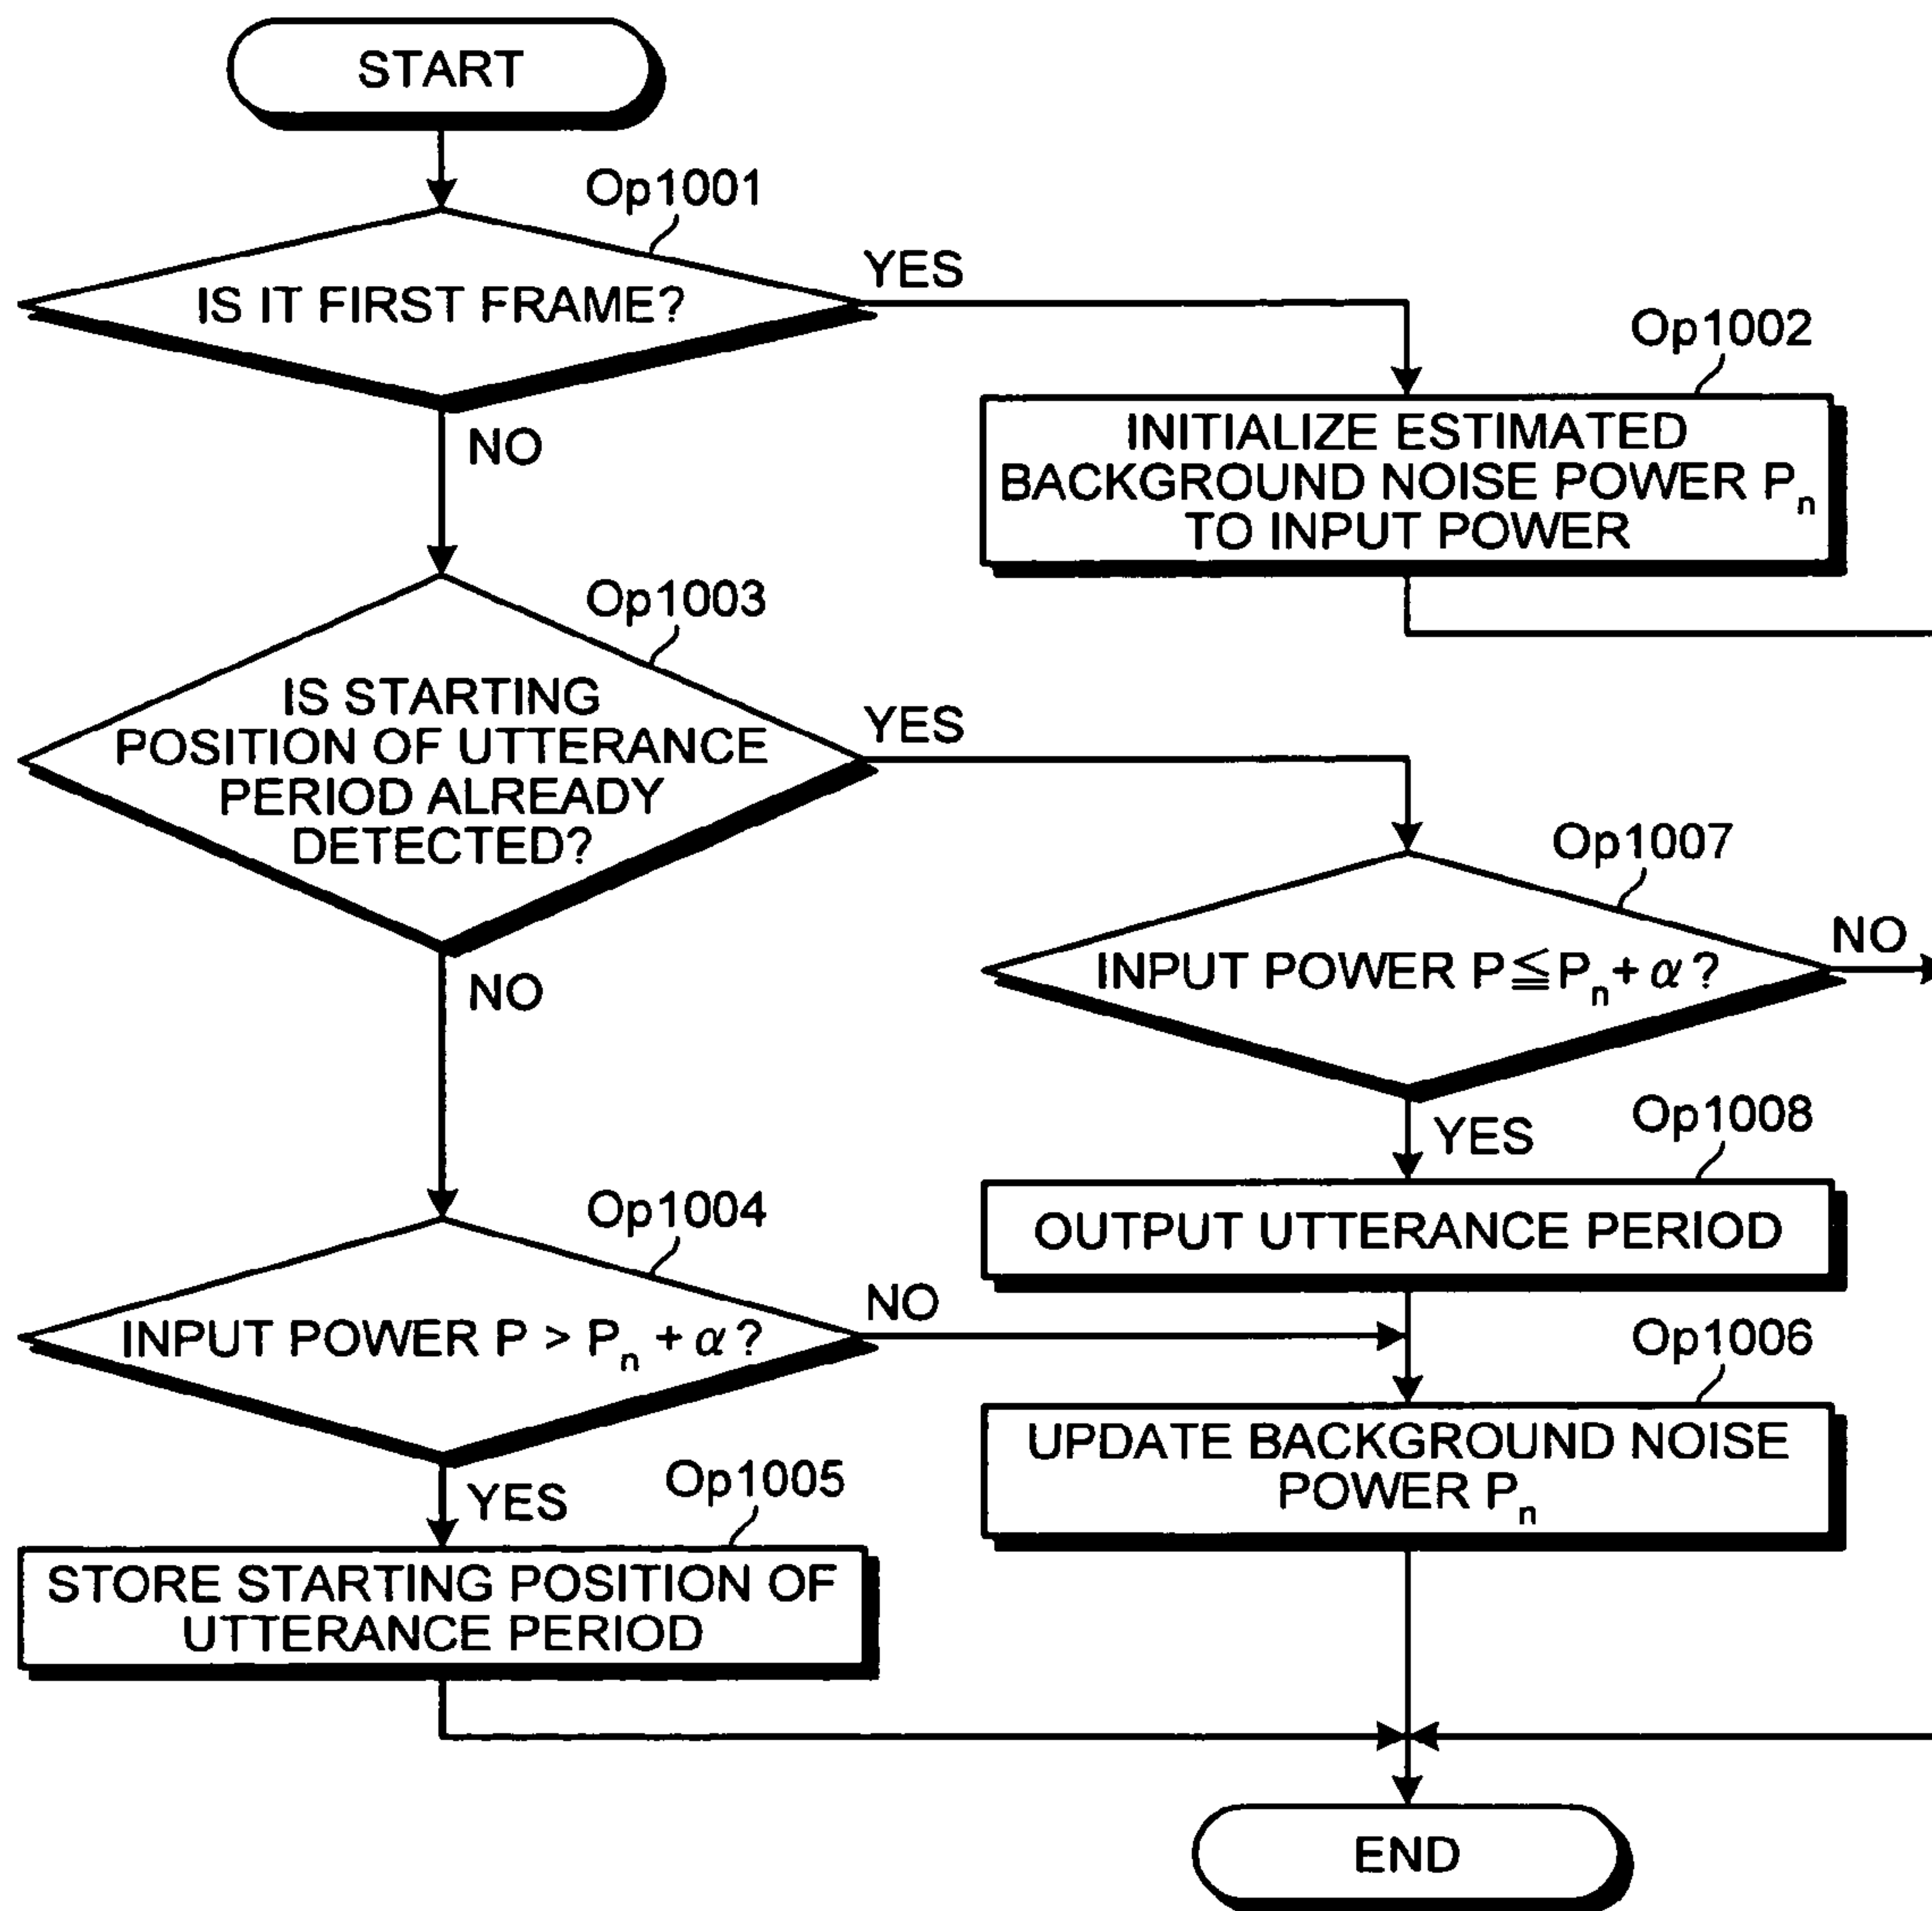 START
Op1001
IS IT FIRST FRAME?
YES
NO
Op1002
INITIALIZE ESTIMATED
BACKGROUND NOISE POWER Pn
TO INPUT POWER
Op1003
IS STARTING
POSITION OF UTTERANCE
PERIOD ALREADY
DETECTED?
YES
NO
Op1007
INPUT POWER P≦Pn+α?
NO
YES
Op1008
OUTPUT UTTERANCE PERIOD
Op1004
INPUT POWER P > Pn + α?
NO
YES
Op1006
UPDATE BACKGROUND NOISE
POWER Pn
Op1005
STORE STARTING POSITION OF
UTTERANCE PERIOD
END